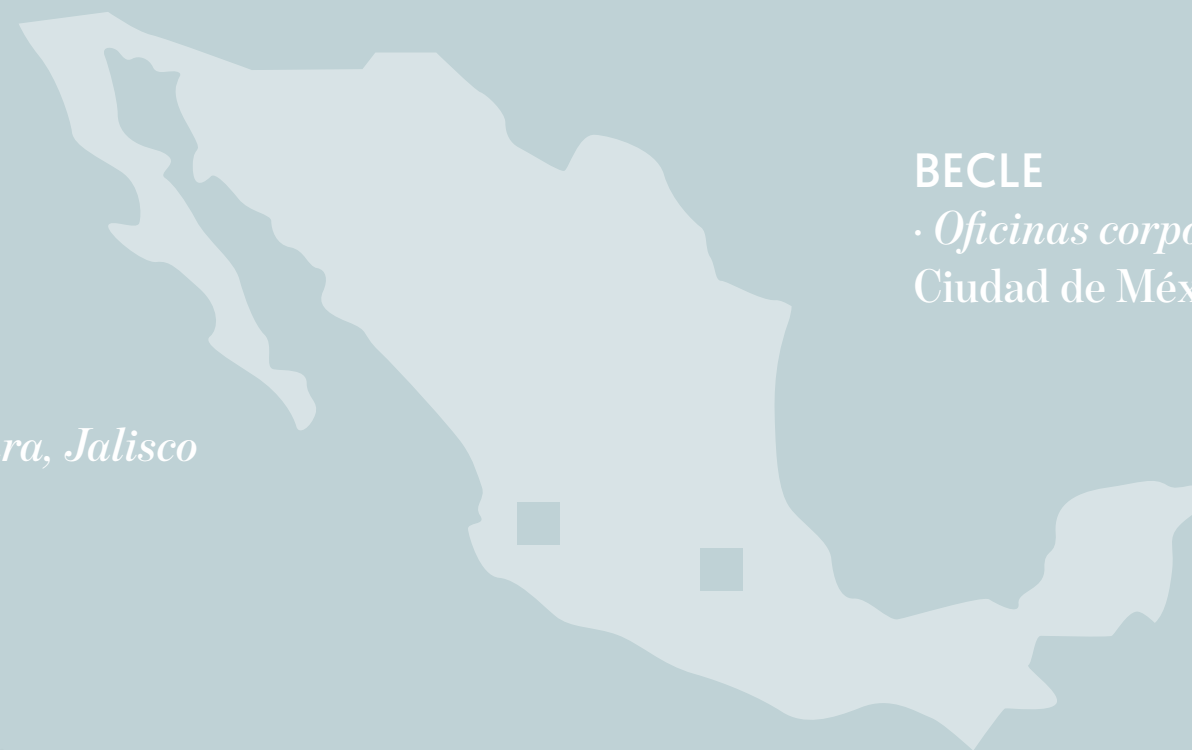 BECLE
· Oficinas corpo
Ciudad de Méx
ra, Jalisco